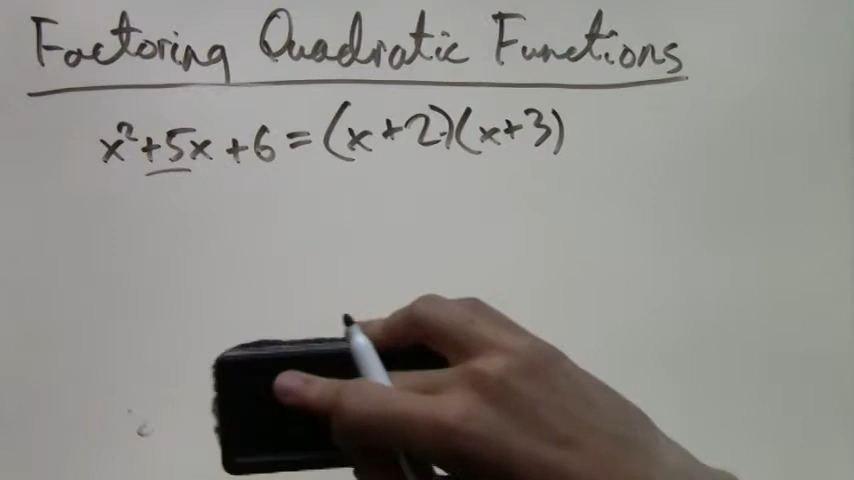 Factoring Quadratic Functions
x²+5x+6=(x+2)(x+3)